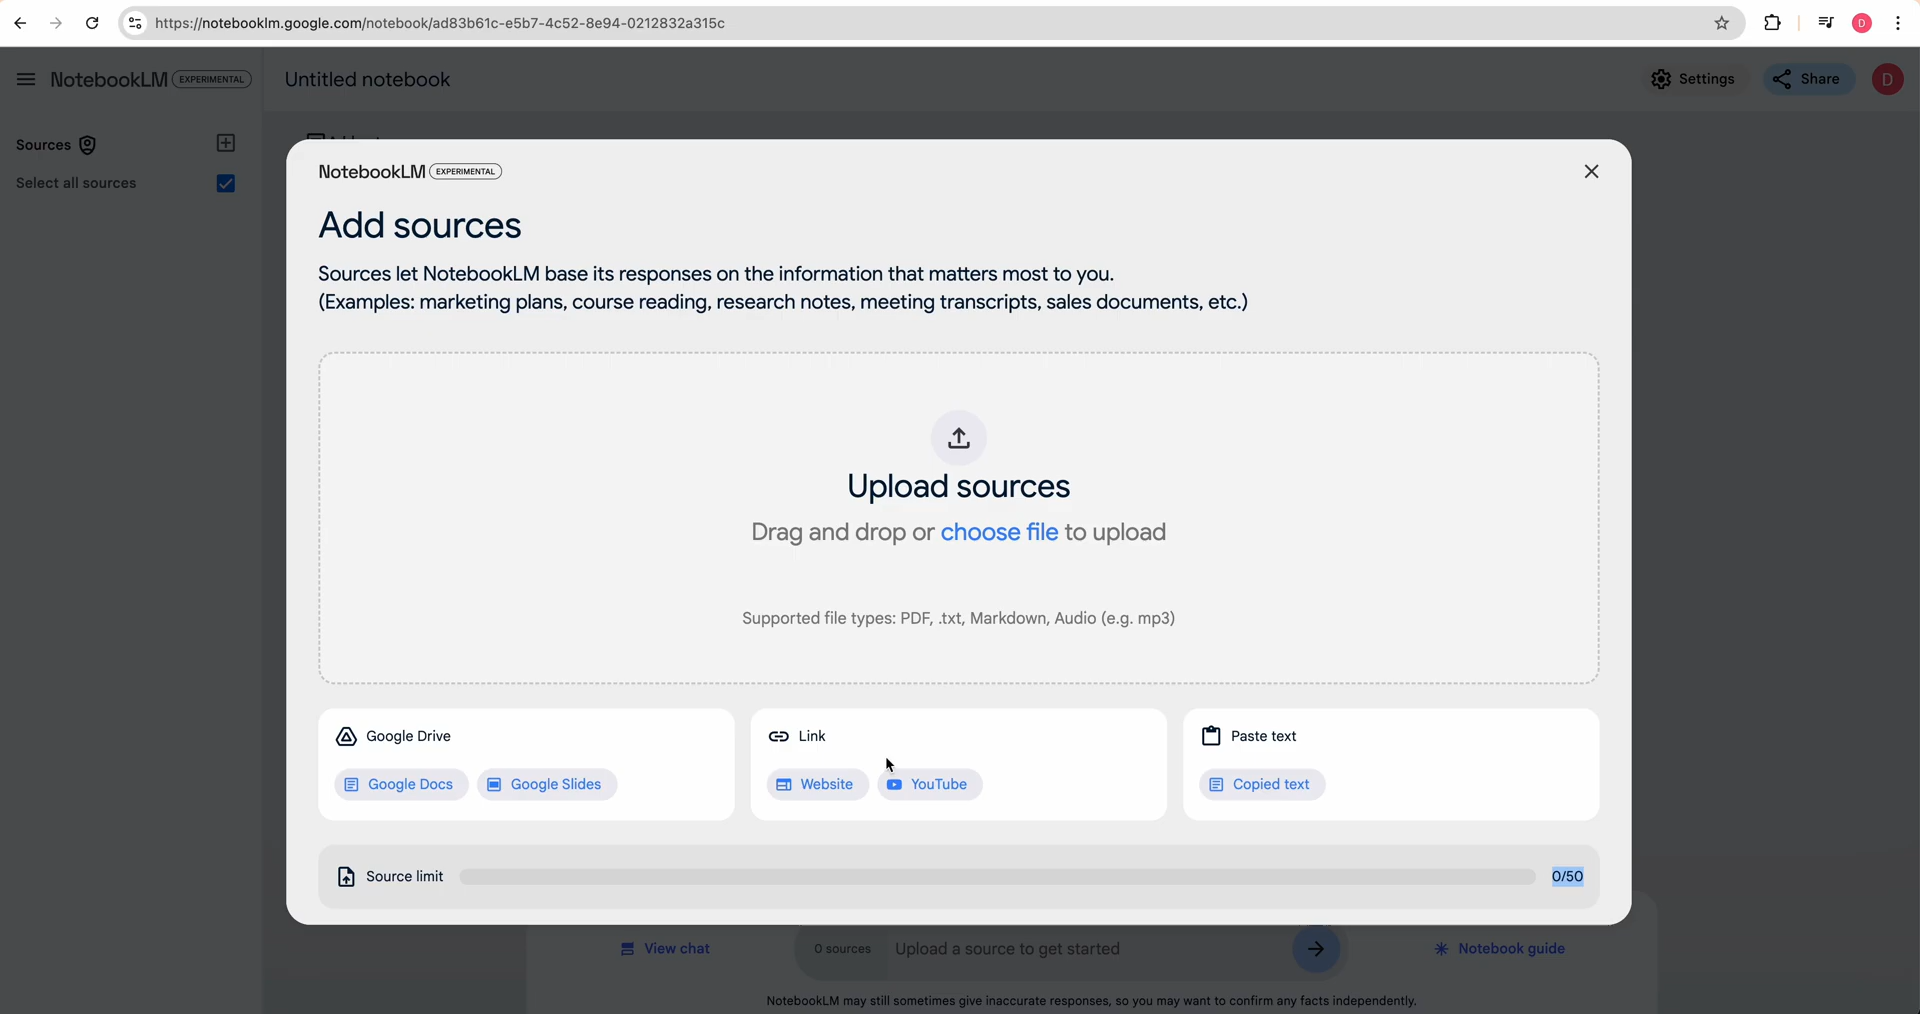 https://notebooklm.google.com/notebook/ad83b61c-e5b7-4c52-8e94-0212832a315c
D
NotebookLM EXPERIMENTAL
Untitled notebook
Settings
Share
D
Sources
Select all sources
NotebookLM EXPERIMENTAL
Add sources
Sources let NotebookLM base its responses on the information that matters most to you.
(Examples: marketing plans, course reading, research notes, meeting transcripts, sales documents, etc.)
Upload sources
Drag and drop or choose file to upload
Supported file types: PDF, .txt, Markdown, Audio (e.g. mp3)
Google Drive
Google Docs
Google Slides
Link
Website
YouTube
Paste text
Copied text
Source limit
0/50
View chat
0 sources
Upload a source to get started
Notebook guide
NotebookLM may still sometimes give inaccurate responses, so you may want to confirm any facts independently.